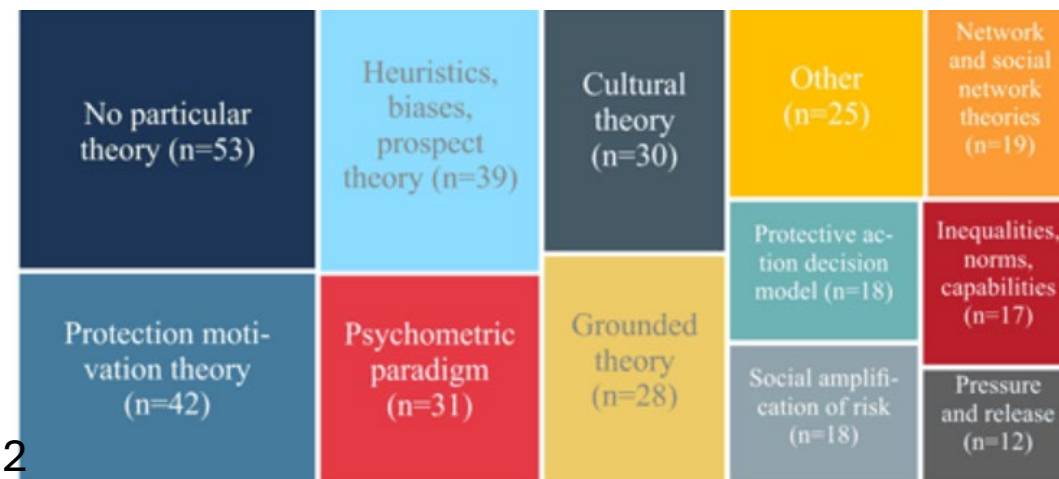 No particular
theory (n=53)
Protection moti-
vation theory
(n=42)
Heuristics,
biases,
prospect
theory (n=39)
Psychometric
paradigm
(n=31)
Cultural
theory
(n=30)
Grounded
theory
(n=28)
Other
(n=25)
Network
and social
network
theories
(n=19)
Protective ac-
tion decision
model (n=18)
Inequalities,
norms,
capabilities
(n=17)
Social amplifi-
cation of risk
(n=18)
Pressure
and release
(n=12)
2